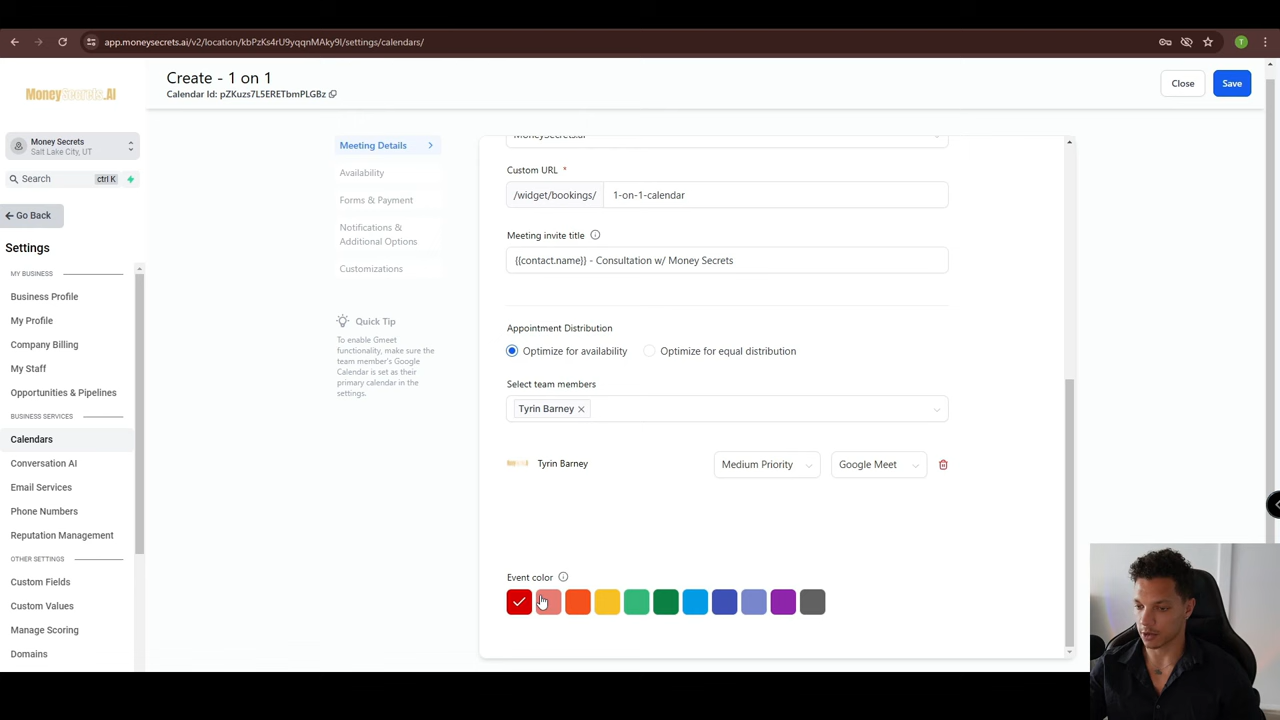 app.moneysecrets.ai/v2/location/kbPzKs4rU9yqqnMAky9I/settings/calendars/
T
MoneySecrets.AI
Money Secrets
Salt Lake City, UT
Search
ctrl K
Go Back
Settings
MY BUSINESS
Business Profile
My Profile
Company Billing
My Staff
Opportunities & Pipelines
BUSINESS SERVICES
Calendars
Conversation AI
Email Services
Phone Numbers
Reputation Management
OTHER SETTINGS
Custom Fields
Custom Values
Manage Scoring
Domains
Create - 1 on 1
Calendar Id: pZKuzs7L5ERETbmPLGBz
Close
Save
Meeting Details
Availability
Forms & Payment
Notifications &
Additional Options
Customizations
Quick Tip
To enable Gmeet
functionality, make sure the
team member's Google
Calendar is set as their
primary calendar in the
settings.
MoneySecrets.ai
Custom URL *
/widget/bookings/
1-on-1-calendar
Meeting invite title
{{contact.name}} - Consultation w/ Money Secrets
Appointment Distribution
Optimize for availability
Optimize for equal distribution
Select team members
Tyrin Barney
Tyrin Barney
Medium Priority
Google Meet
Event color